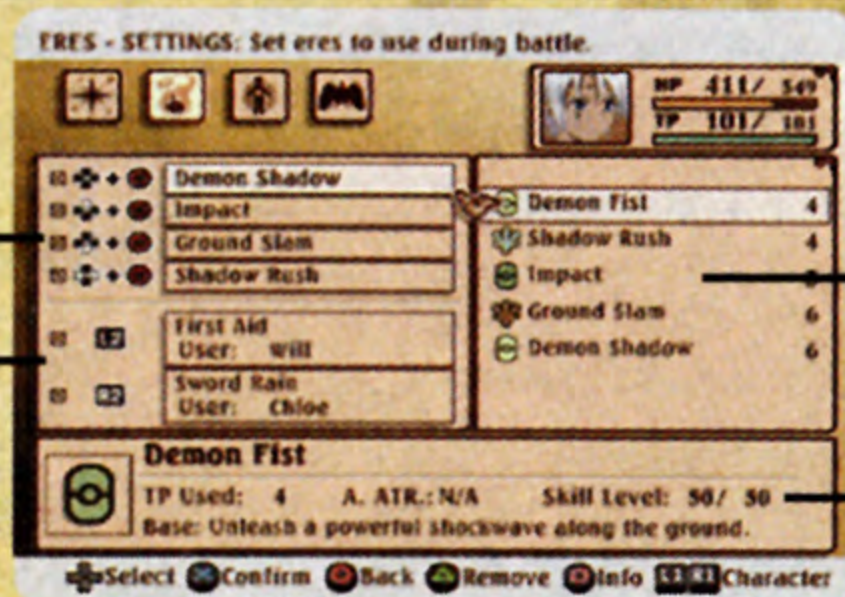 ERES - SETTINGS: Set eres to use during battle.
HP 411/ 549
TP 101/ 101
Demon Shadow
Impact
Ground Slam
Shadow Rush
First Aid
User: Will
Sword Rain
User: Chloe
Demon Fist 4
Shadow Rush 4
Impact
Ground Slam 6
Demon Shadow 6
Demon Fist
TP Used: 4 A. ATR.: N/A Skill Level: 50/ 50
Base: Unleash a powerful shockwave along the ground.
Select Confirm Back Remove Info Character